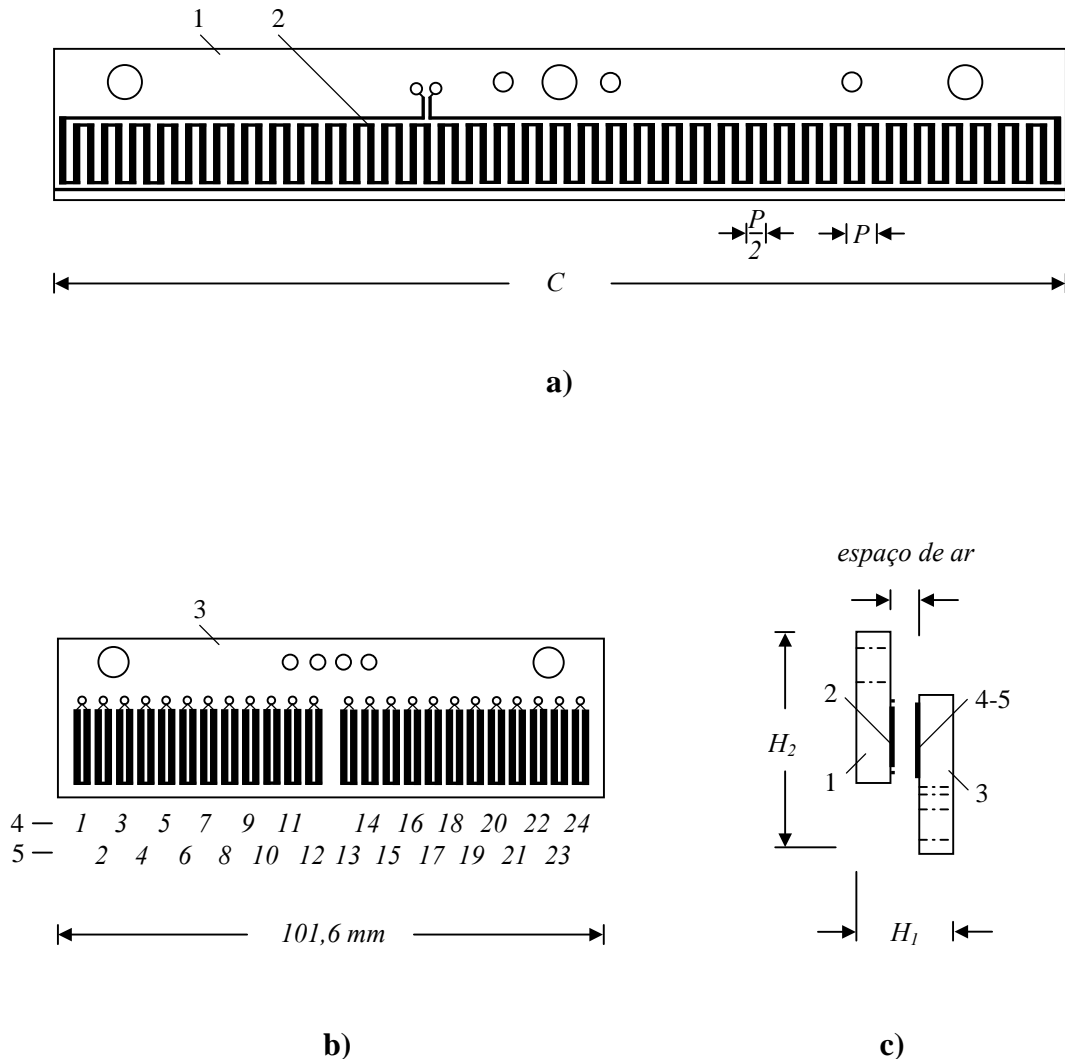 1 2
P/2 P
C
a)
3
4 — 1 3 5 7 9 11 14 16 18 20 22 24
5 — 2 4 6 8 10 12 13 15 17 19 21 23
101,6 mm
b)
espaço de ar
2 4-5
H₂
1 3
H₁
c)